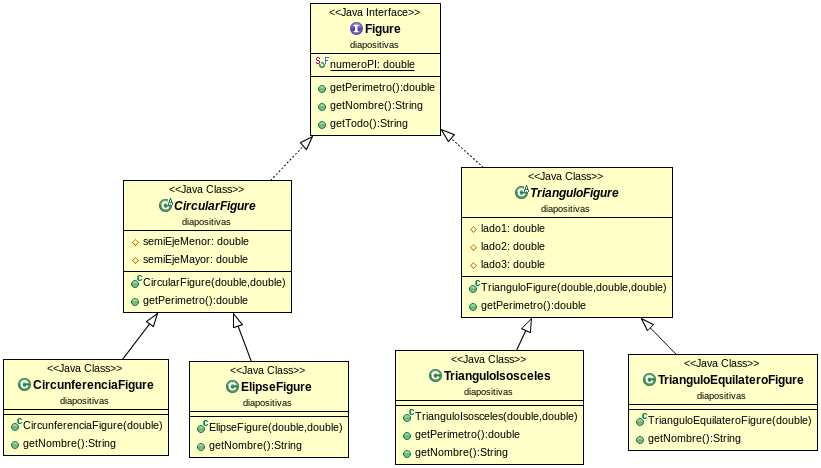 <<Java Interface>>
Figure
diapositivas
numeroPI: double
getPerimetro():double
getNombre():String
getTodo():String
<<Java Class>>
CircularFigure
diapositivas
semiEjeMenor: double
semiEjeMayor: double
CircularFigure(double,double)
getPerimetro():double
<<Java Class>>
TrianguloFigure
diapositivas
lado1: double
lado2: double
lado3: double
TrianguloFigure(double,double,double)
getPerimetro():double
<<Java Class>>
CircunferenciaFigure
diapositivas
CircunferenciaFigure(double)
getNombre():String
<<Java Class>>
ElipseFigure
diapositivas
ElipseFigure(double,double)
getNombre():String
<<Java Class>>
TrianguloIsosceles
diapositivas
TrianguloIsosceles(double,double)
getPerimetro():double
getNombre():String
<<Java Class>>
TrianguloEquilateroFigure
diapositivas
TrianguloEquilateroFigure(double)
getNombre():String